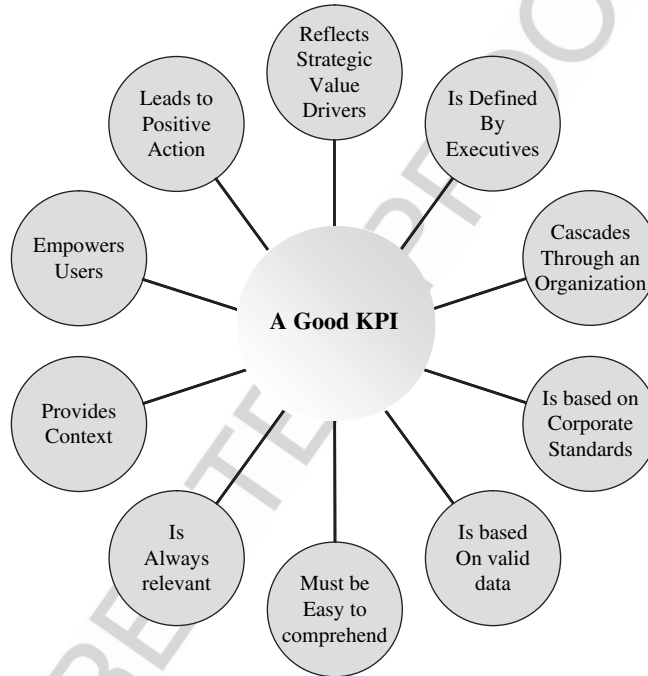 Reflects
Strategic
Value
Drivers
Is Defined
By
Executives
Cascades
Through an
Organization
Is based on
Corporate
Standards
Is based
On valid
data
Must be
Easy to
comprehend
Is
Always
relevant
Provides
Context
Empowers
Users
Leads to
Positive
Action
A Good KPI